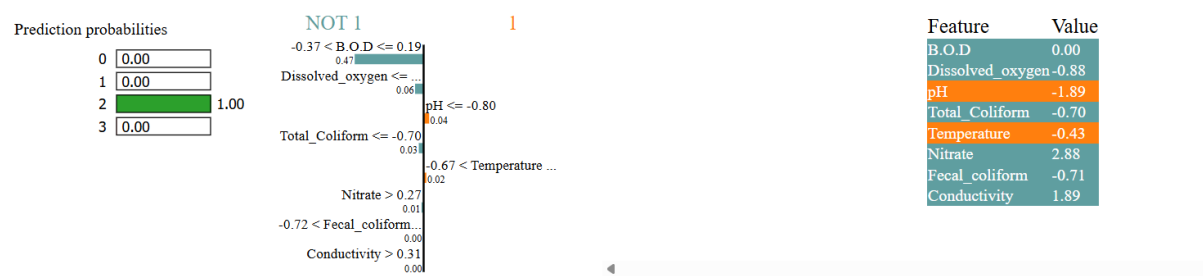 Prediction probabilities
0 0.00
1 0.00
2 1.00
3 0.00
NOT 1
1
-0.37 < B.O.D <= 0.19
0.47
Dissolved_oxygen <= ...
0.06
pH <= -0.80
0.04
Total_Coliform <= -0.70
0.03
-0.67 < Temperature ...
0.02
Nitrate > 0.27
0.01
-0.72 < Fecal_coliform...
0.00
Conductivity > 0.31
0.00
Feature Value
B.O.D 0.00
Dissolved_oxygen -0.88
pH -1.89
Total_Coliform -0.70
Temperature -0.43
Nitrate 2.88
Fecal_coliform -0.71
Conductivity 1.89